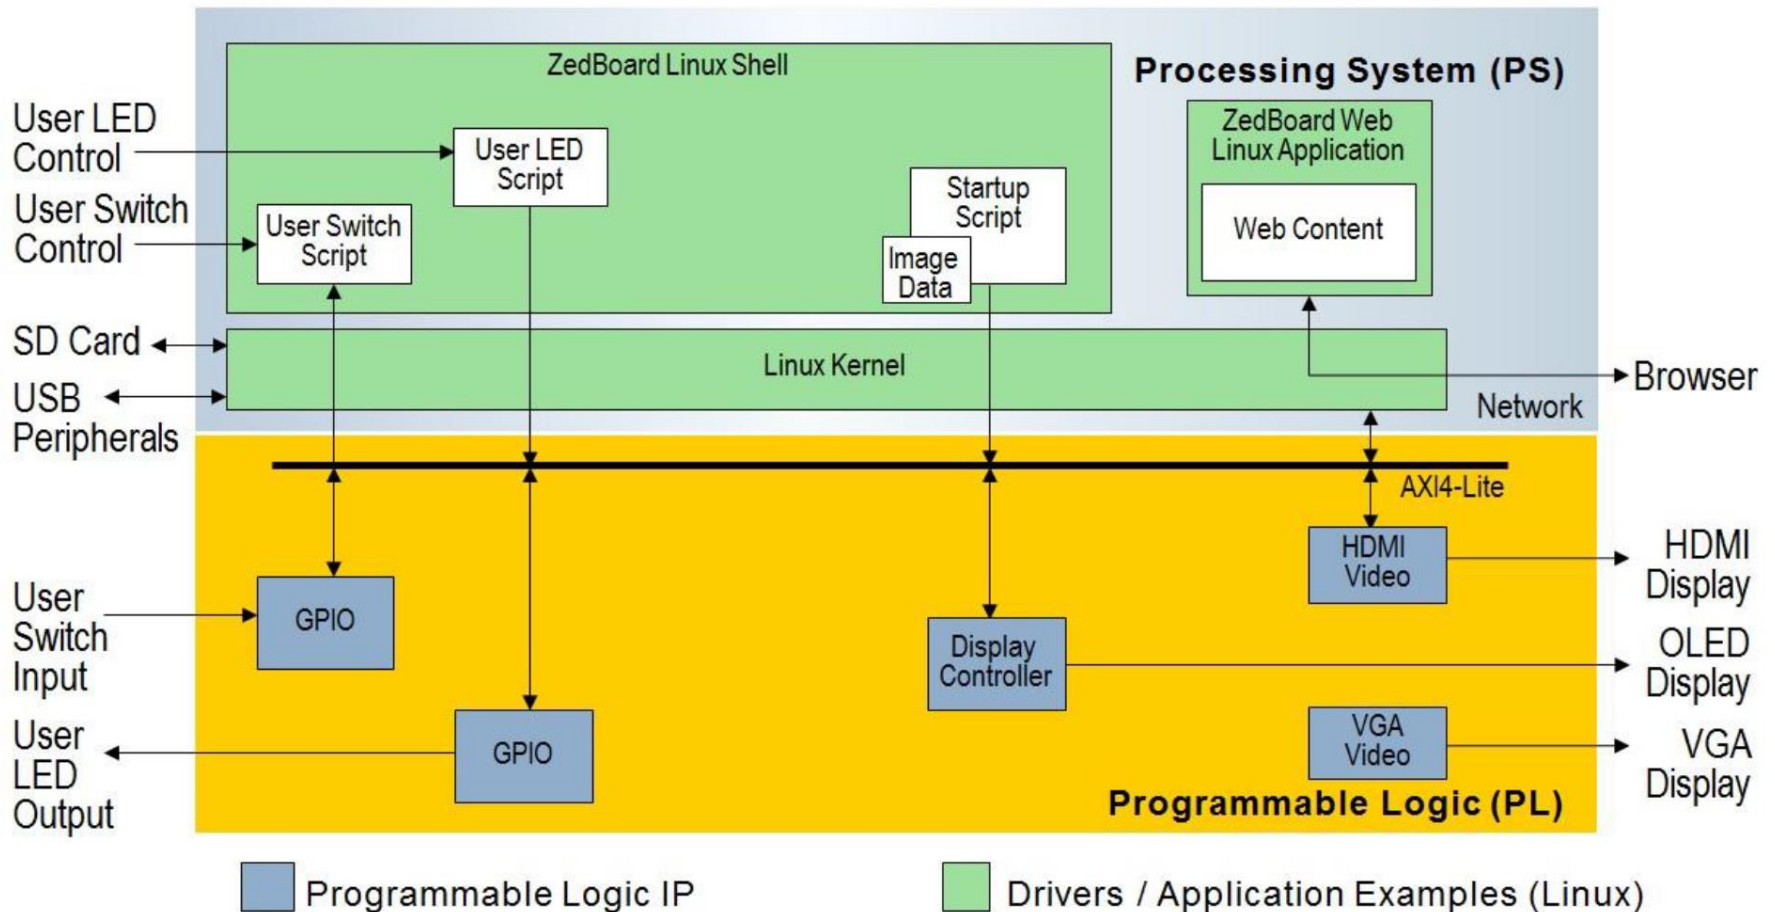 ZedBoard Linux Shell
Processing System (PS)
User LED
Control
User LED
Script
ZedBoard Web
Linux Application
Web Content
Startup
Script
Image
Data
User Switch
Control
User Switch
Script
SD Card
Linux Kernel
USB
Peripherals
Browser
Network
AXI4-Lite
HDMI
Video
HDMI
Display
User
Switch
Input
GPIO
Display
Controller
OLED
Display
User
LED
Output
GPIO
VGA
Video
VGA
Display
Programmable Logic (PL)
Programmable Logic IP
Drivers / Application Examples (Linux)